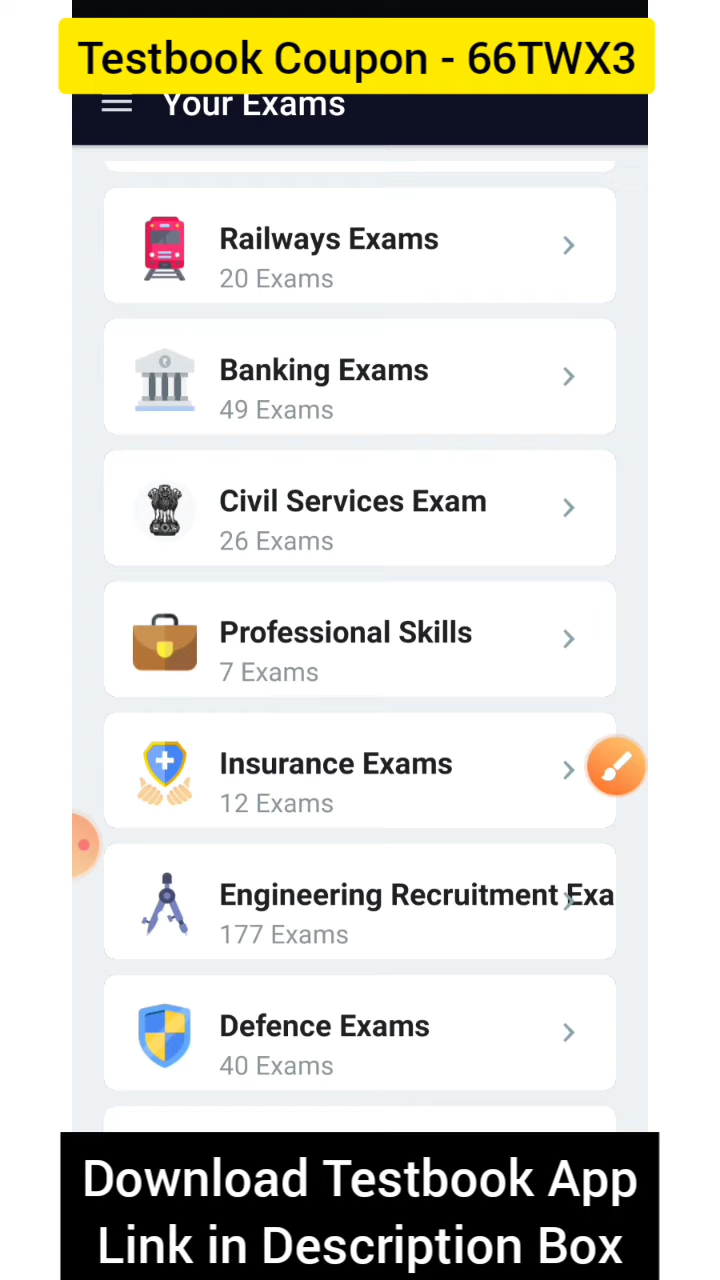 Testbook Coupon - 66TWX3
Your Exams
Railways Exams
20 Exams
Banking Exams
49 Exams
Civil Services Exam
26 Exams
Professional Skills
7 Exams
Insurance Exams
12 Exams
Engineering Recruitment Exa
177 Exams
Defence Exams
40 Exams
Download Testbook App
Link in Description Box